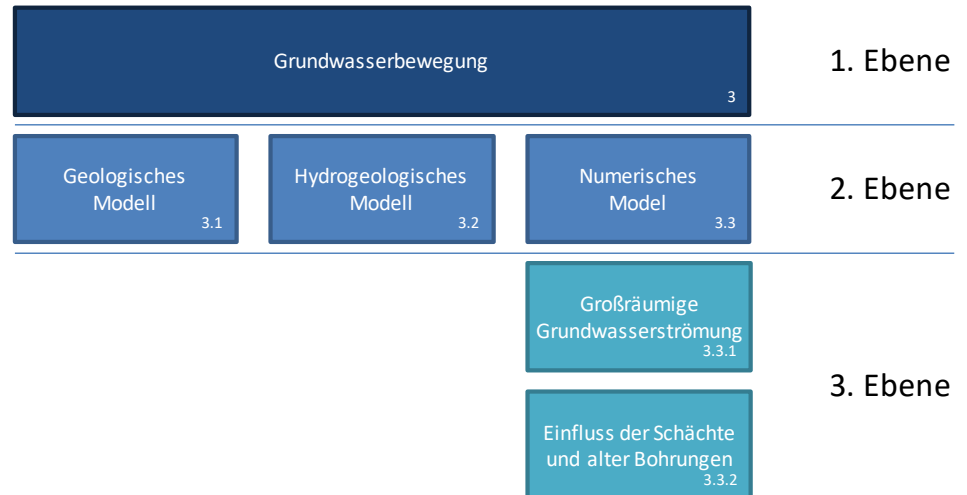 Grundwasserbewegung
3
1. Ebene
Geologisches
Modell
3.1
Hydrogeologisches
Modell
3.2
Numerisches
Model
3.3
2. Ebene
Großräumige
Grundwasserströmung
3.3.1
3. Ebene
Einfluss der Schächte
und alter Bohrungen
3.3.2